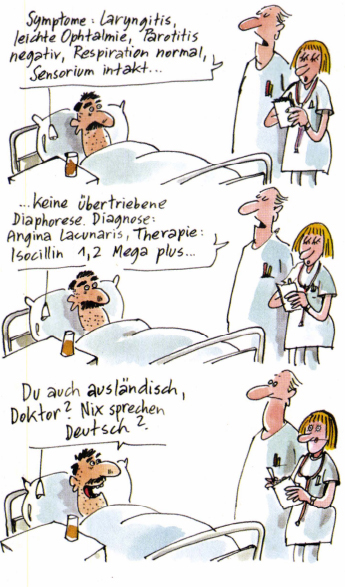 Symptome: Laryngitis,
leichte Ophtalmie, Parotitis
negativ, Respiration normal,
Sensorium intakt...
...keine übertriebene
Diaphorese. Diagnose:
Angina Lacunaris, Therapie:
Isocillin 1,2 Mega plus...
Du auch ausländisch,
Doktor? Nix sprechen
Deutsch?